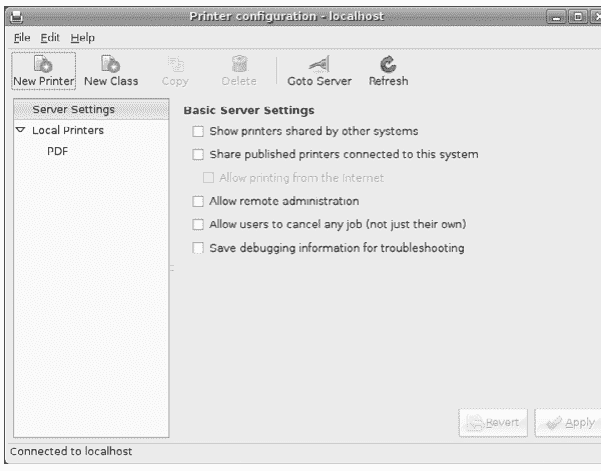 Printer configuration - localhost
File Edit Help
New Printer New Class Copy Delete Goto Server Refresh
Server Settings
Local Printers
PDF
Basic Server Settings
Show printers shared by other systems
Share published printers connected to this system
Allow printing from the Internet
Allow remote administration
Allow users to cancel any job (not just their own)
Save debugging information for troubleshooting
Revert Apply
Connected to localhost